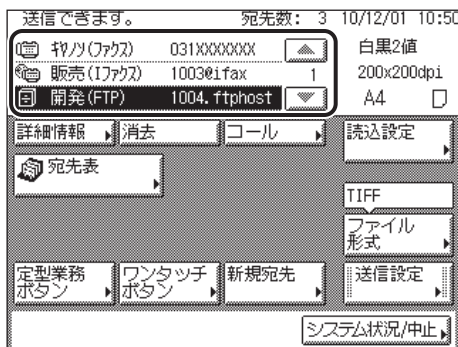 送信できます。 宛先数: 3 10/12/01 10:50
ｷﾔﾉﾝ(ﾌｧｸｽ) 031XXXXXXX
白黒2値
販売(Iﾌｧｸｽ) 1003@ifax 1
200x200dpi
開発(FTP) 1004.ftphost
A4
詳細情報 消去 コール 読込設定
宛先表
TIFF
ファイル
形式
定型業務
ボタン
ワンタッチ
ボタン
新規宛先
送信設定
システム状況/中止